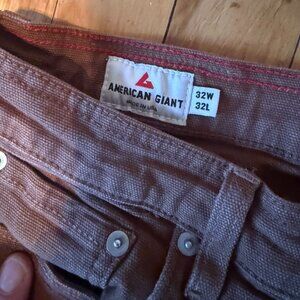 AMERICAN GIANT
MADE IN USA
32W
32L